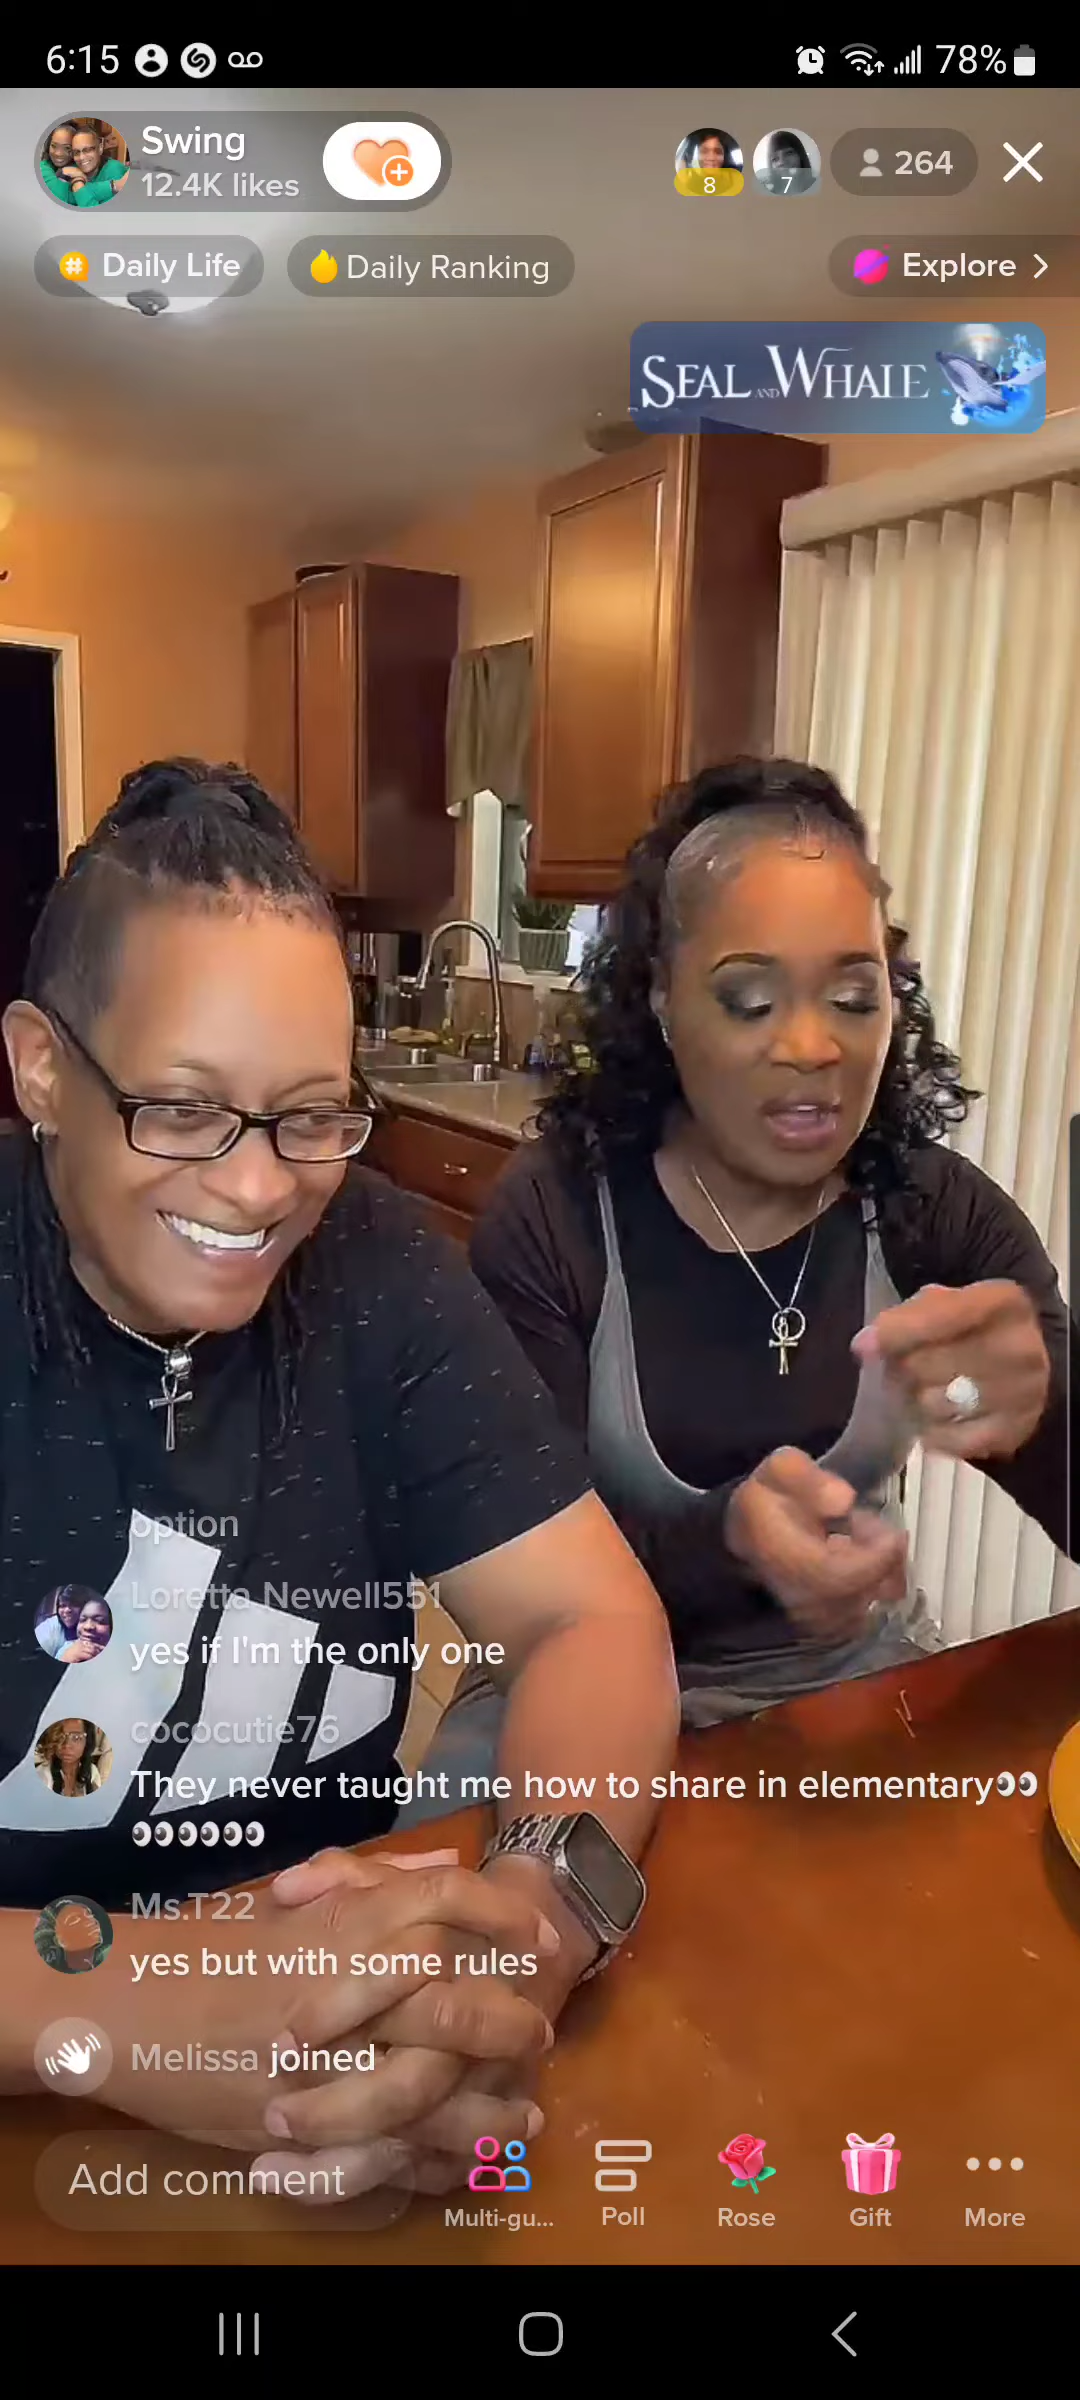 6:15
78%
Swing
12.4K likes
8
7
264
# Daily Life
Daily Ranking
Explore >
SEAL AND WHALE
option
Loretta Newell551
yes if I'm the only one
cococutie76
They never taught me how to share in elementary👀
👀👀👀
Ms.T22
yes but with some rules
Melissa joined
Add comment
Multi-gu...
Poll
Rose
Gift
More